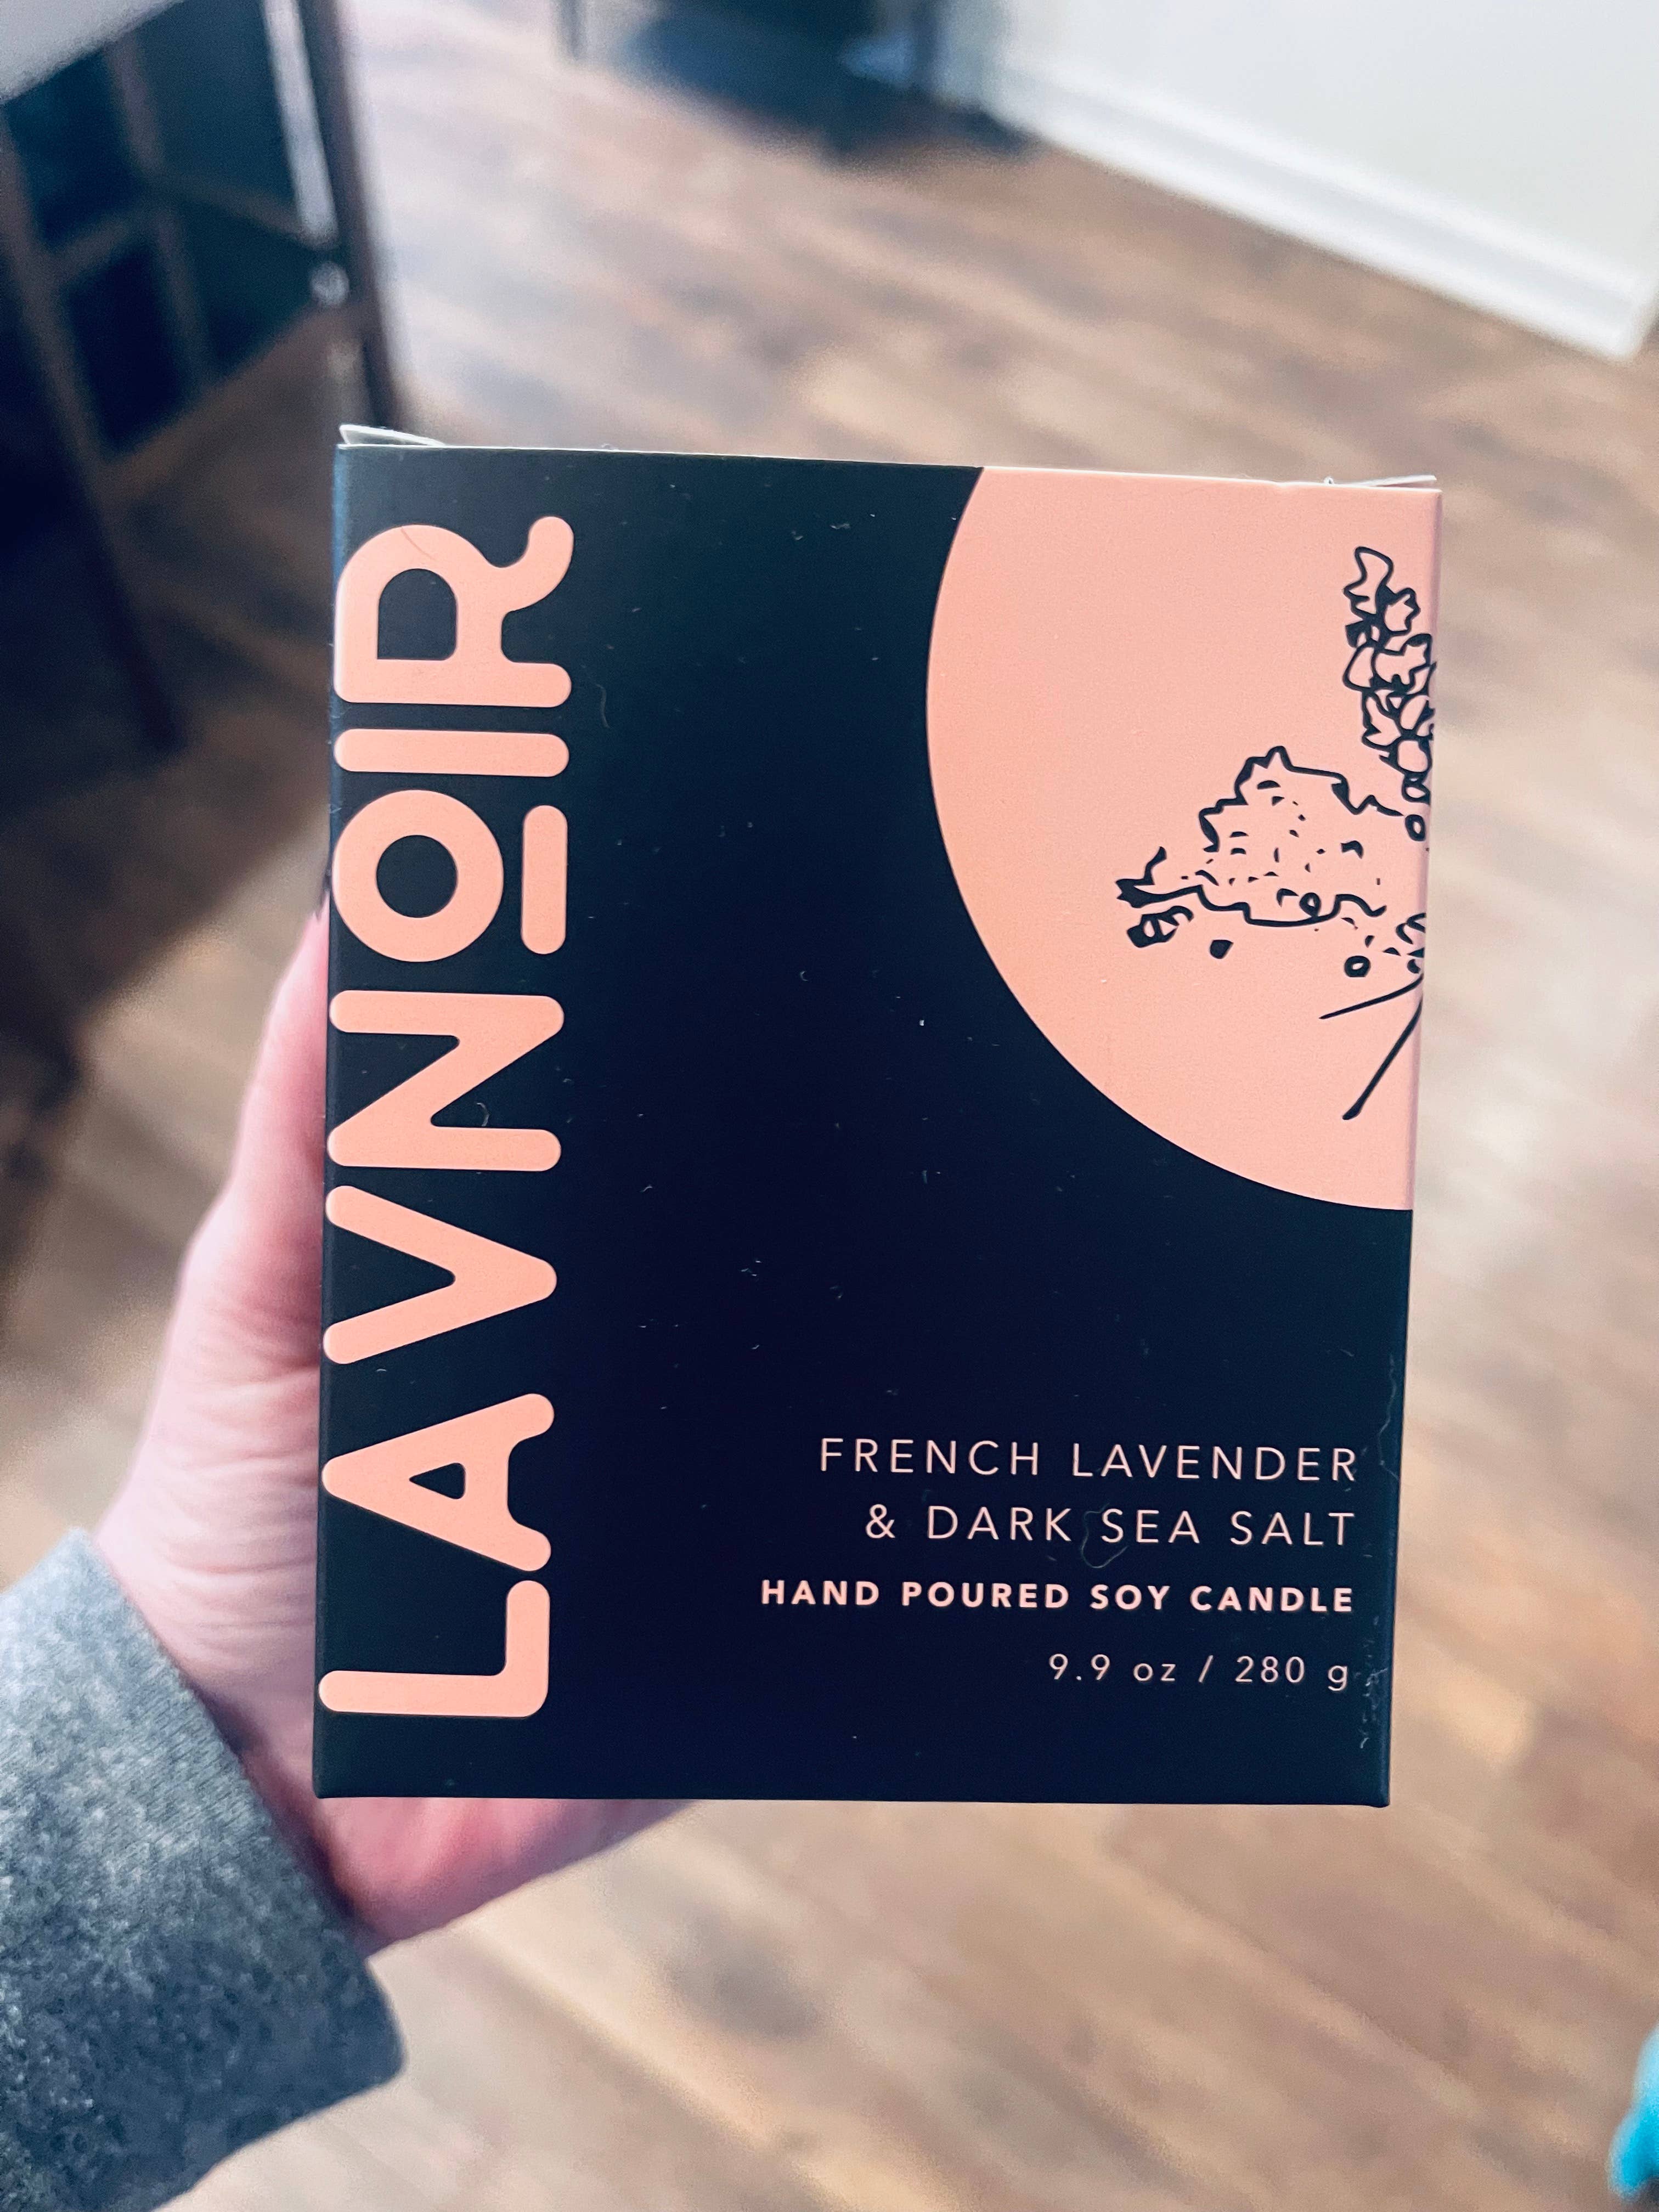 LAVNOIR
FRENCH LAVENDER
& DARK SEA SALT
HAND POURED SOY CANDLE
9.9 oz / 280 g